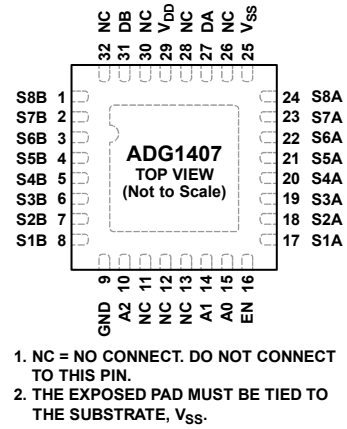 32 NC
31 DB
30 NC
29 VDD
28 NC
27 DA
26 NC
25 VSS
S8B 1
S7B 2
S6B 3
S5B 4
S4B 5
S3B 6
S2B 7
S1B 8
ADG1407
TOP VIEW
(Not to Scale)
24 S8A
23 S7A
22 S6A
21 S5A
20 S4A
19 S3A
18 S2A
17 S1A
GND 9
A2 10
NC 11
NC 12
NC 13
A1 14
A0 15
EN 16
1. NC = NO CONNECT. DO NOT CONNECT
TO THIS PIN.
2. THE EXPOSED PAD MUST BE TIED TO
THE SUBSTRATE, VSS.